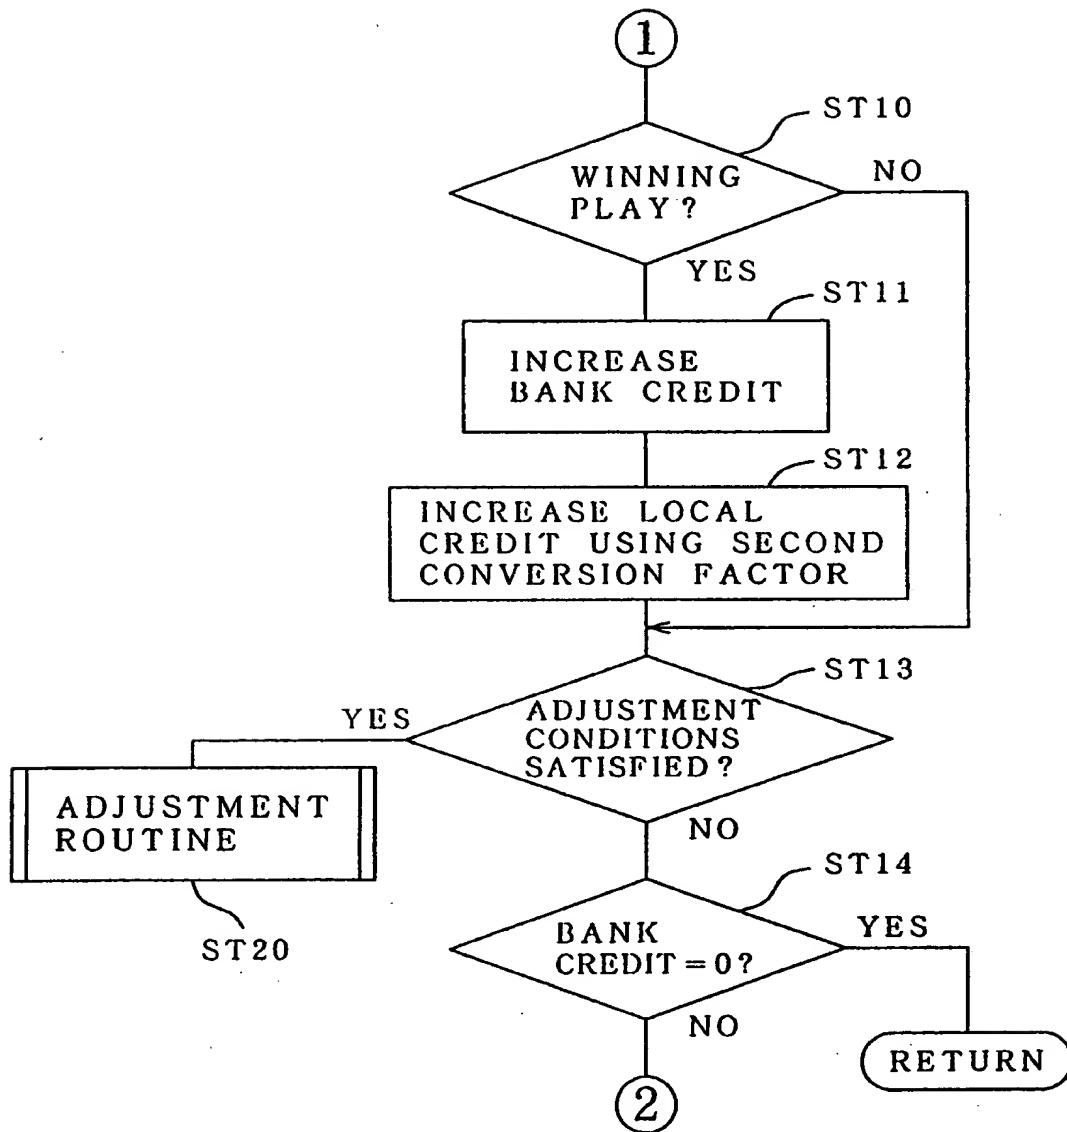 1
ST10
WINNING
PLAY?
NO
YES
ST11
INCREASE
BANK CREDIT
ST12
INCREASE LOCAL
CREDIT USING SECOND
CONVERSION FACTOR
ST13
YES
ADJUSTMENT
CONDITIONS
SATISFIED?
ADJUSTMENT
ROUTINE
NO
ST20
ST14
BANK
CREDIT=0?
YES
NO
RETURN
2